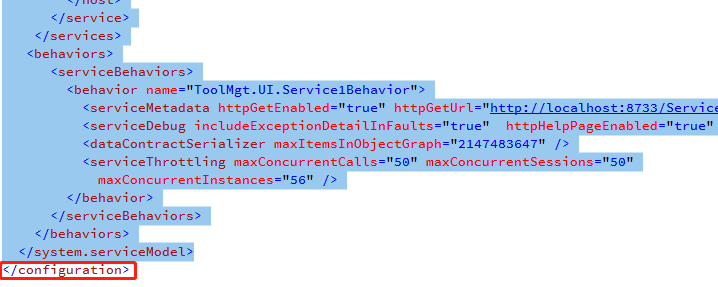 </host>
</service>
</services>
<behaviors>
<serviceBehaviors>
<behavior name="ToolMgt.UI.Service1Behavior">
<serviceMetadata httpGetEnabled="true" httpGetUrl="http://localhost:8733/Servic
<serviceDebug includeExceptionDetailInFaults="true" httpHelpPageEnabled="true"
<dataContractSerializer maxItemsInObjectGraph="2147483647" />
<serviceThrottling maxConcurrentCalls="50" maxConcurrentSessions="50"
maxConcurrentInstances="56" />
</behavior>
</serviceBehaviors>
</behaviors>
</system.serviceModel>
</configuration>